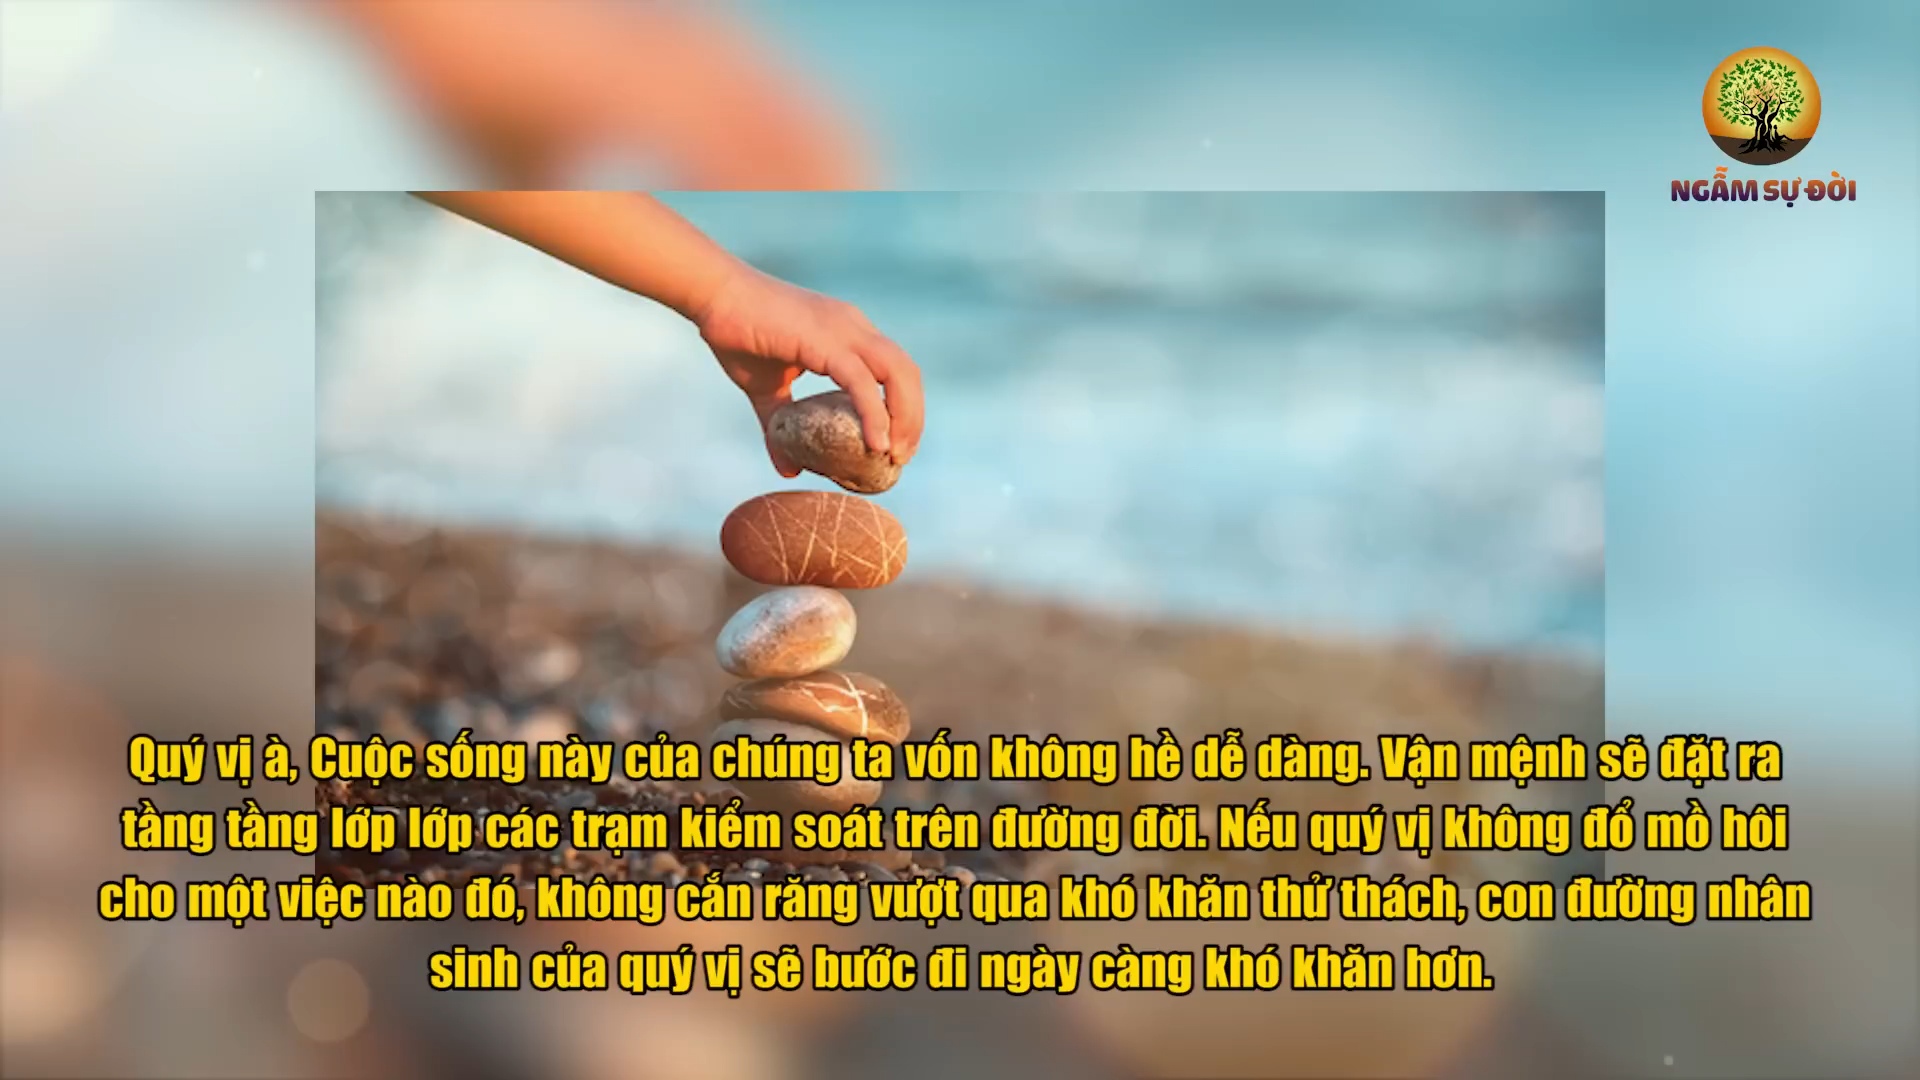 NGẪM SỰ ĐỜI
Quý vị à, Cuộc sống này của chúng ta vốn không hề dễ dàng. Vận mệnh sẽ đặt ra
tầng tầng lớp lớp các trạm kiểm soát trên đường đời. Nếu quý vị không đổ mồ hôi
cho một việc nào đó, không cắn răng vượt qua khó khăn thử thách, con đường nhân
sinh của quý vị sẽ bước đi ngày càng khó khăn hơn.